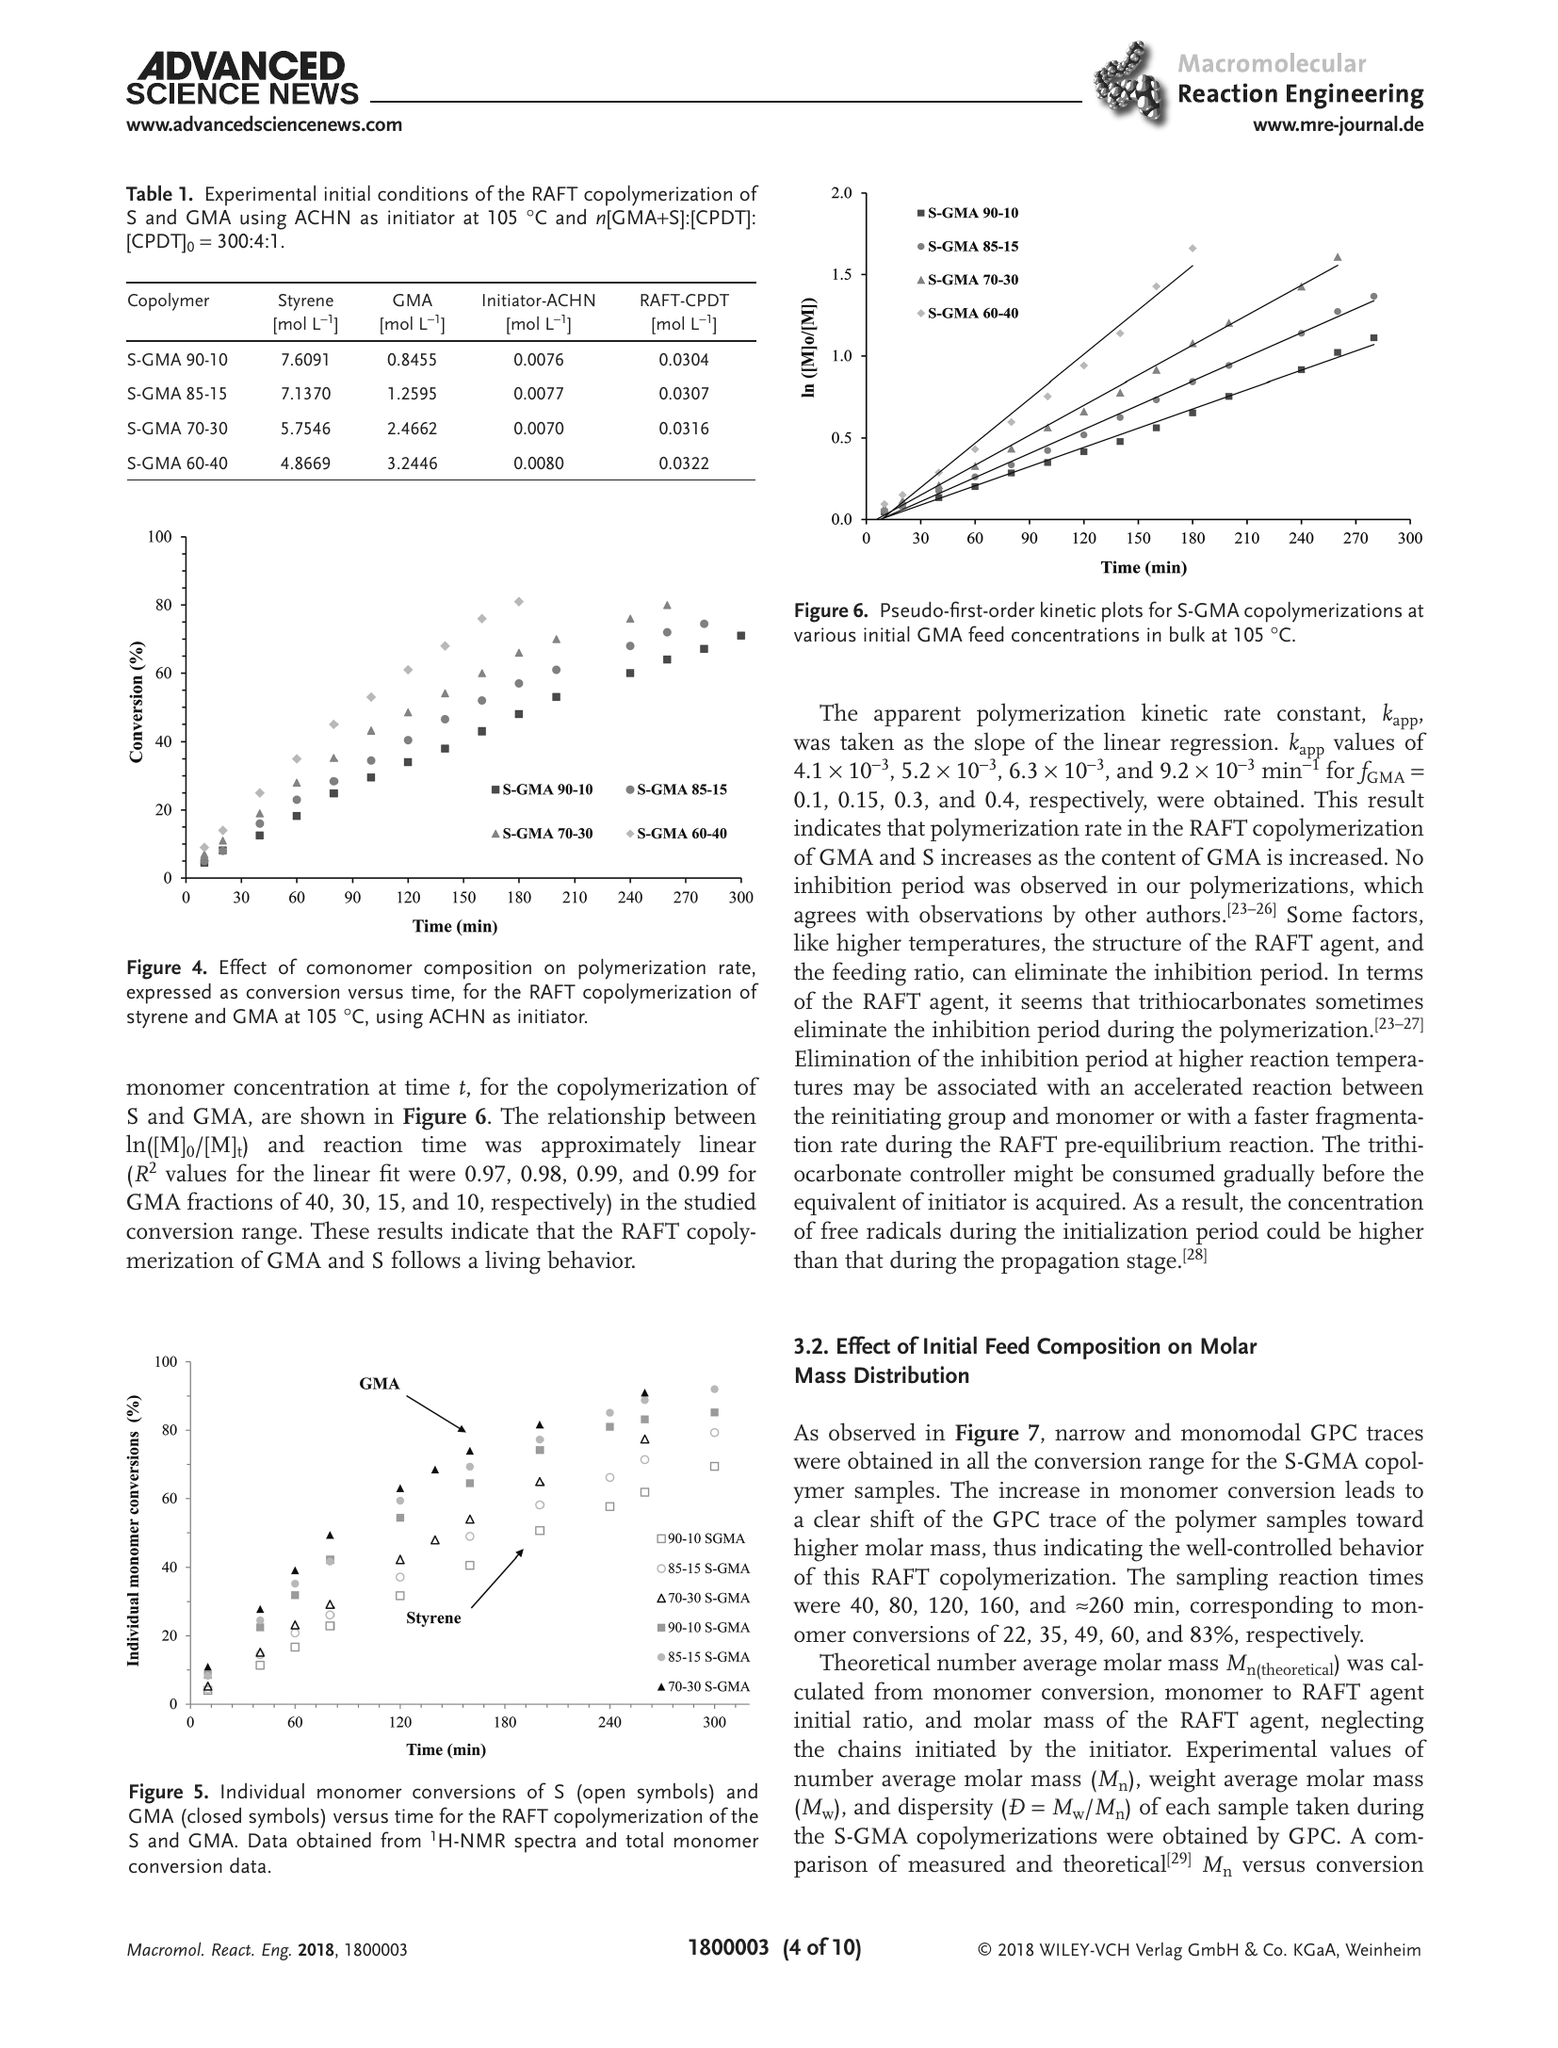 ADVANCED
SCIENCE NEWS
www.advancedsciencenews.com
Macromolecular
Reaction Engineering
www.mre-journal.de
Table 1. Experimental initial conditions of the RAFT copolymerization of
S and GMA using ACHN as initiator at 105 °C and n[GMA+S]:[CPDT]:
[CPDT]0 = 300:4:1.
Copolymer Styrene GMA Initiator-ACHN RAFT-CPDT
[mol L−1] [mol L−1] [mol L−1] [mol L−1]
S-GMA 90-10 7.6091 0.8455 0.0076 0.0304
S-GMA 85-15 7.1370 1.2595 0.0077 0.0307
S-GMA 70-30 5.7546 2.4662 0.0070 0.0316
S-GMA 60-40 4.8669 3.2446 0.0080 0.0322
100
80
60
40
20
0
Conversion (%)
S-GMA 90-10 S-GMA 85-15
S-GMA 70-30 S-GMA 60-40
0 30 60 90 120 150 180 210 240 270 300
Time (min)
Figure 4. Effect of comonomer composition on polymerization rate,
expressed as conversion versus time, for the RAFT copolymerization of
styrene and GMA at 105 °C, using ACHN as initiator.
monomer concentration at time t, for the copolymerization of
S and GMA, are shown in Figure 6. The relationship between
ln([M]0/[M]t) and reaction time was approximately linear
(R2 values for the linear fit were 0.97, 0.98, 0.99, and 0.99 for
GMA fractions of 40, 30, 15, and 10, respectively) in the studied
conversion range. These results indicate that the RAFT copoly-
merization of GMA and S follows a living behavior.
100
80
60
40
20
0
Individual monomer conversions (%)
GMA
Styrene
90-10 SGMA
85-15 S-GMA
70-30 S-GMA
90-10 S-GMA
85-15 S-GMA
70-30 S-GMA
0 60 120 180 240 300
Time (min)
Figure 5. Individual monomer conversions of S (open symbols) and
GMA (closed symbols) versus time for the RAFT copolymerization of the
S and GMA. Data obtained from 1H-NMR spectra and total monomer
conversion data.
2.0
1.5
1.0
0.5
0.0
ln ([M]o/[M])
S-GMA 90-10
S-GMA 85-15
S-GMA 70-30
S-GMA 60-40
0 30 60 90 120 150 180 210 240 270 300
Time (min)
Figure 6. Pseudo-first-order kinetic plots for S-GMA copolymerizations at
various initial GMA feed concentrations in bulk at 105 °C.
The apparent polymerization kinetic rate constant, kapp,
was taken as the slope of the linear regression. kapp values of
4.1 × 10−3, 5.2 × 10−3, 6.3 × 10−3, and 9.2 × 10−3 min−1 for fGMA =
0.1, 0.15, 0.3, and 0.4, respectively, were obtained. This result
indicates that polymerization rate in the RAFT copolymerization
of GMA and S increases as the content of GMA is increased. No
inhibition period was observed in our polymerizations, which
agrees with observations by other authors.[23–26] Some factors,
like higher temperatures, the structure of the RAFT agent, and
the feeding ratio, can eliminate the inhibition period. In terms
of the RAFT agent, it seems that trithiocarbonates sometimes
eliminate the inhibition period during the polymerization.[23–27]
Elimination of the inhibition period at higher reaction tempera-
tures may be associated with an accelerated reaction between
the reinitiating group and monomer or with a faster fragmenta-
tion rate during the RAFT pre-equilibrium reaction. The trithi-
ocarbonate controller might be consumed gradually before the
equivalent of initiator is acquired. As a result, the concentration
of free radicals during the initialization period could be higher
than that during the propagation stage.[28]
3.2. Effect of Initial Feed Composition on Molar
Mass Distribution
As observed in Figure 7, narrow and monomodal GPC traces
were obtained in all the conversion range for the S-GMA copol-
ymer samples. The increase in monomer conversion leads to
a clear shift of the GPC trace of the polymer samples toward
higher molar mass, thus indicating the well-controlled behavior
of this RAFT copolymerization. The sampling reaction times
were 40, 80, 120, 160, and ≈260 min, corresponding to mon-
omer conversions of 22, 35, 49, 60, and 83%, respectively.
Theoretical number average molar mass Mn(theoretical) was cal-
culated from monomer conversion, monomer to RAFT agent
initial ratio, and molar mass of the RAFT agent, neglecting
the chains initiated by the initiator. Experimental values of
number average molar mass (Mn), weight average molar mass
(Mw), and dispersity (Đ = Mw/Mn) of each sample taken during
the S-GMA copolymerizations were obtained by GPC. A com-
parison of measured and theoretical[29] Mn versus conversion
Macromol. React. Eng. 2018, 1800003
1800003 (4 of 10)
© 2018 WILEY-VCH Verlag GmbH & Co. KGaA, Weinheim